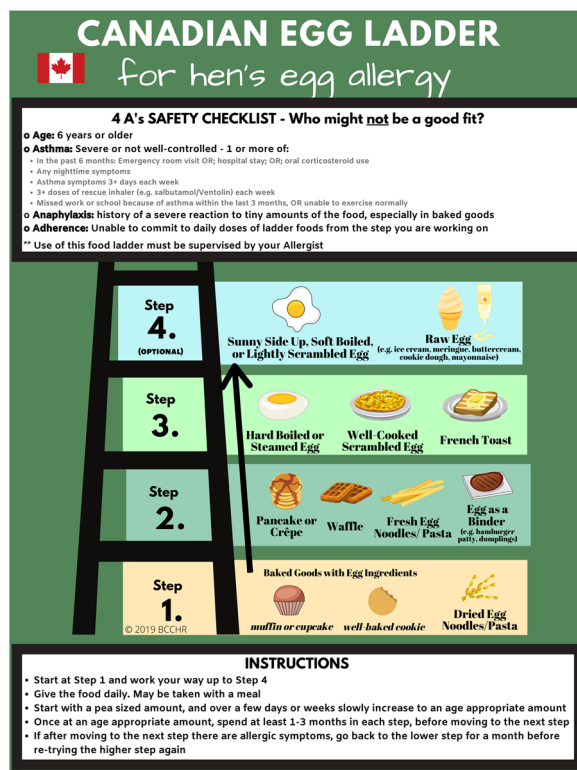 CANADIAN EGG LADDER
for hen's egg allergy
4 A's SAFETY CHECKLIST - Who might not be a good fit?
o Age: 6 years or older
o Asthma: Severe or not well-controlled - 1 or more of:
• In the past 6 months: Emergency room visit OR; hospital stay; OR; oral corticosteroid use
• Any nighttime symptoms
• Asthma symptoms 3+ days each week
• 3+ doses of rescue inhaler (e.g. salbutamol/Ventolin) each week
• Missed work or school because of asthma within the last 3 months, OR unable to exercise normally
o Anaphylaxis: history of a severe reaction to tiny amounts of the food, especially in baked goods
o Adherence: Unable to commit to daily doses of ladder foods from the step you are working on
** Use of this food ladder must be supervised by your Allergist
Step
4.
(OPTIONAL)
Sunny Side Up, Soft Boiled,
or Lightly Scrambled Egg
Raw Egg
(e.g. ice cream, meringue, buttercream,
cookie dough, mayonnaise)
Step
3.
Hard Boiled or
Steamed Egg
Well-Cooked
Scrambled Egg
French Toast
Step
2.
Pancake or
Crêpe
Waffle
Fresh Egg
Noodles/ Pasta
Egg as a
Binder
(e.g. hamburger
patty, dumplings)
Step
1.
© 2019 BCCHR
Baked Goods with Egg Ingredients
muffin or cupcake
well-baked cookie
Dried Egg
Noodles/Pasta
INSTRUCTIONS
• Start at Step 1 and work your way up to Step 4
• Give the food daily. May be taken with a meal
• Start with a pea sized amount, and over a few days or weeks slowly increase to an age appropriate amount
• Once at an age appropriate amount, spend at least 1-3 months in each step, before moving to the next step
• If after moving to the next step there are allergic symptoms, go back to the lower step for a month before
re-trying the higher step again